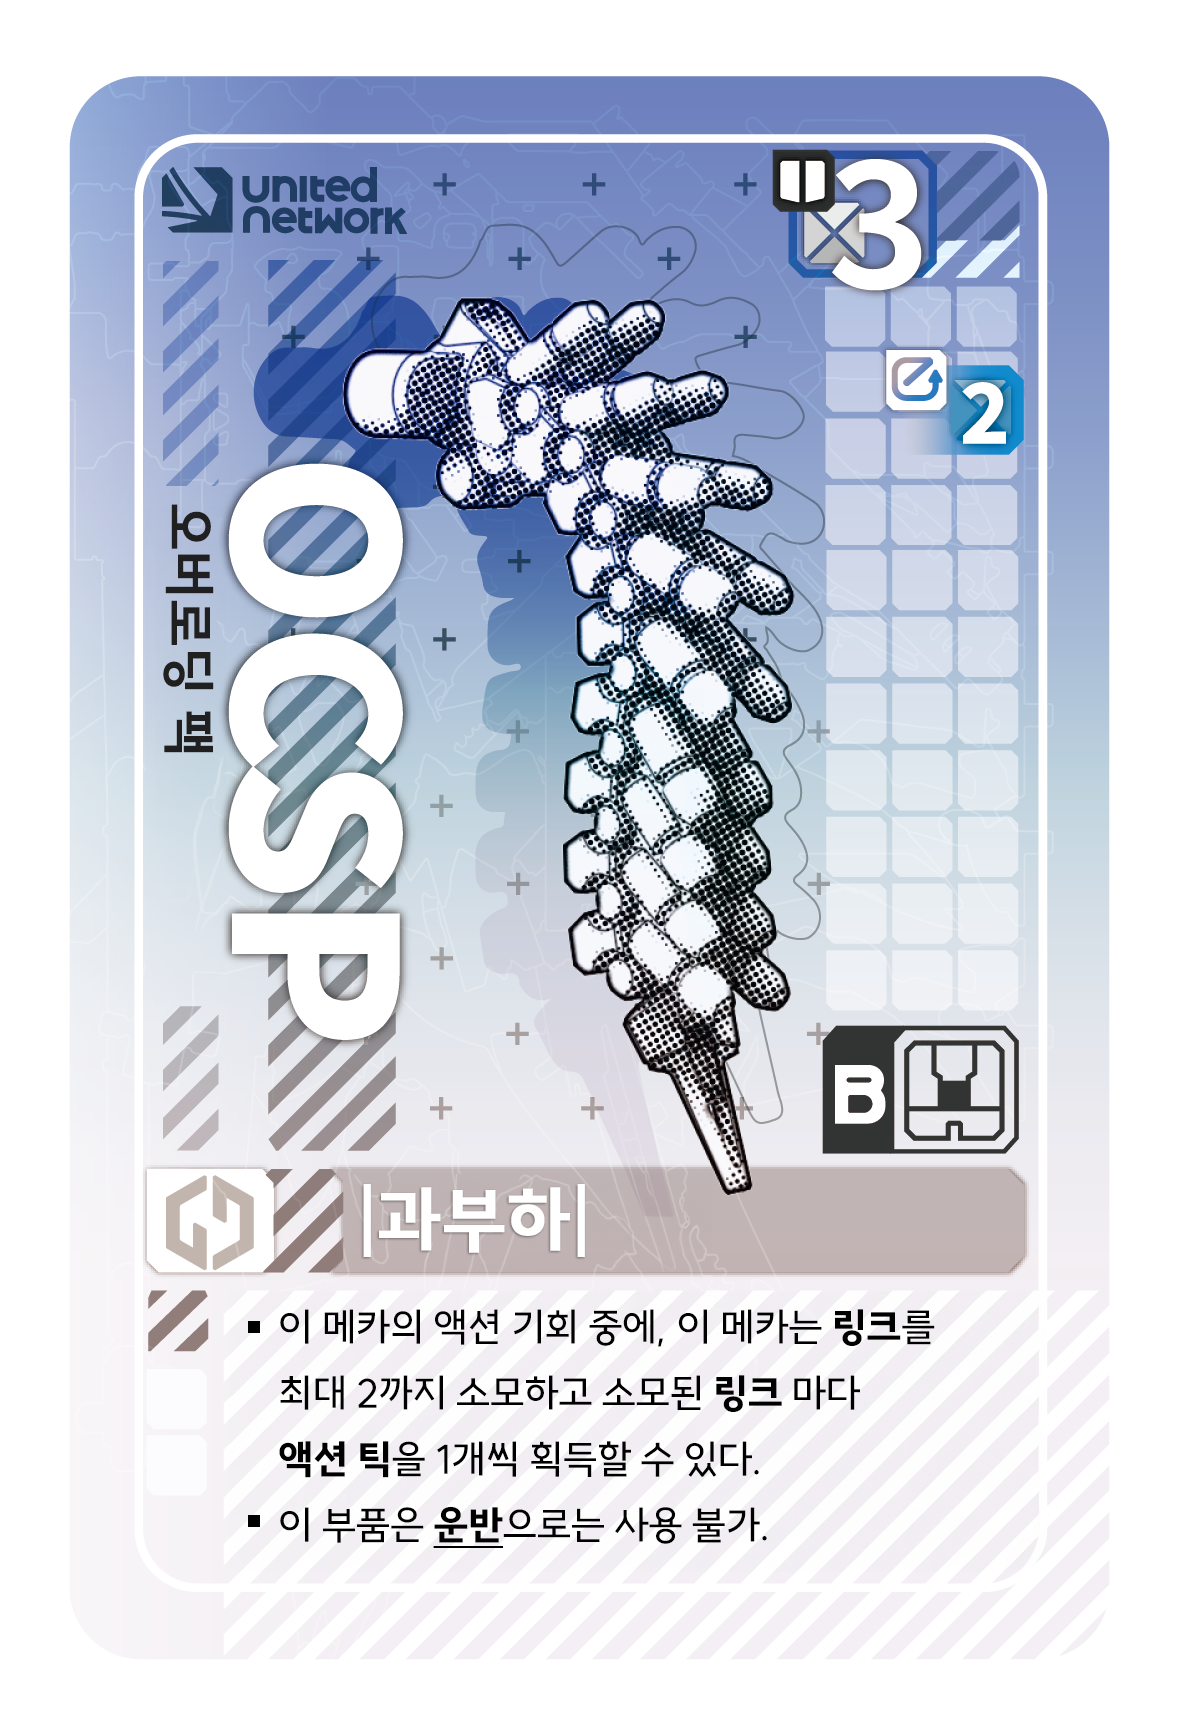 UNITED
NETWORK
3
2
오버로딩 팩
OCSP
B
|과부하|
▪ 이 메카의 액션 기회 중에, 이 메카는 링크를
최대 2까지 소모하고 소모된 링크 마다
액션 틱을 1개씩 획득할 수 있다.
▪ 이 부품은 운반으로는 사용 불가.